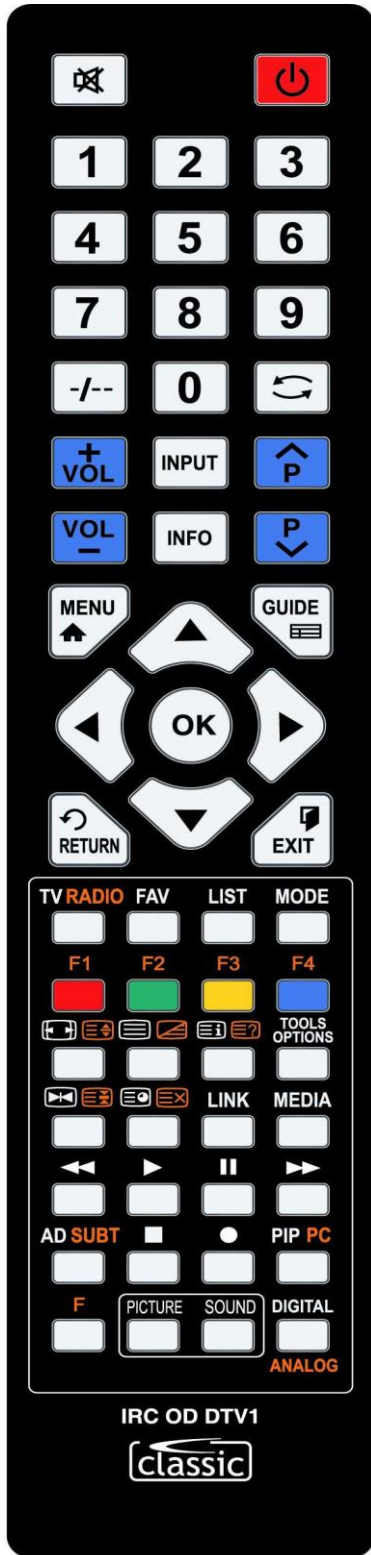 1 2 3
4 5 6
7 8 9
-/-- 0
+ INPUT P
VOL
VOL INFO P
−
MENU GUIDE
OK
RETURN EXIT
TV RADIO FAV LIST MODE
F1 F2 F3 F4
i ? TOOLS
OPTIONS
LINK MEDIA
AD SUBT PIP PC
F PICTURE SOUND DIGITAL
ANALOG
IRC OD DTV1
classic